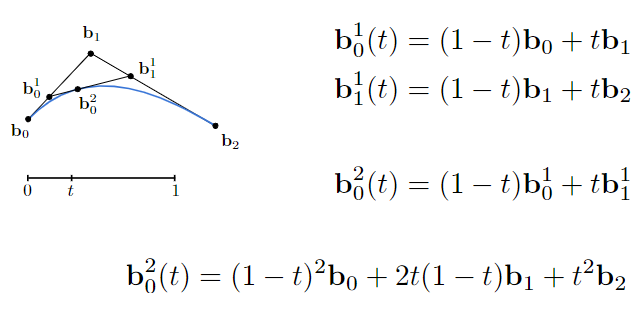 b₁
b₀¹
b₁¹
b₀²
b₀
b₂
0 t 1
b₀¹(t) = (1 − t)b₀ + tb₁
b₁¹(t) = (1 − t)b₁ + tb₂
b₀²(t) = (1 − t)b₀¹ + tb₁¹
b₀²(t) = (1 − t)²b₀ + 2t(1 − t)b₁ + t²b₂